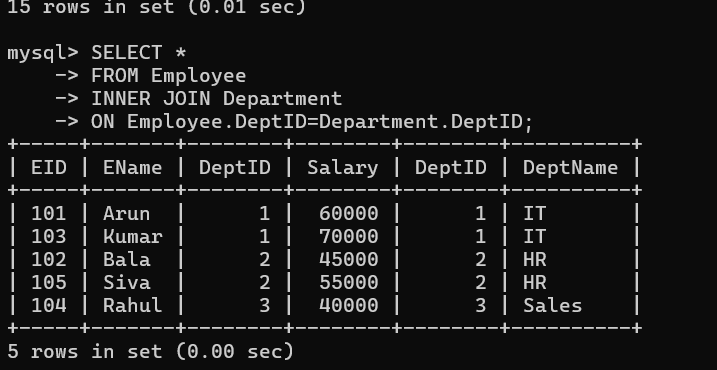 15 rows in set (0.01 sec)
mysql> SELECT *
    -> FROM Employee
    -> INNER JOIN Department
    -> ON Employee.DeptID=Department.DeptID;
+-----+-------+--------+--------+--------+----------+
| EID | EName | DeptID | Salary | DeptID | DeptName |
+-----+-------+--------+--------+--------+----------+
| 101 | Arun  |      1 |  60000 |      1 | IT       |
| 103 | Kumar |      1 |  70000 |      1 | IT       |
| 102 | Bala  |      2 |  45000 |      2 | HR       |
| 105 | Siva  |      2 |  55000 |      2 | HR       |
| 104 | Rahul |      3 |  40000 |      3 | Sales    |
+-----+-------+--------+--------+--------+----------+
5 rows in set (0.00 sec)